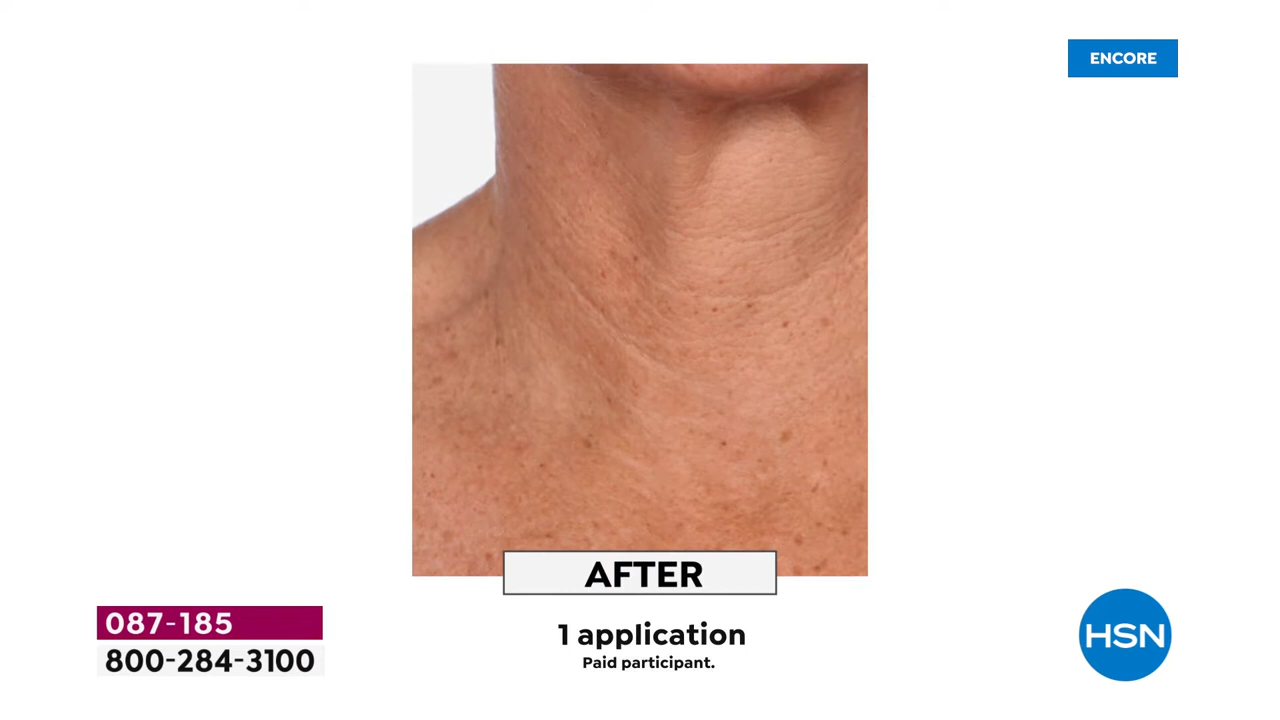 ENCORE
AFTER
1 application
Paid participant.
087-185
800-284-3100
HSN